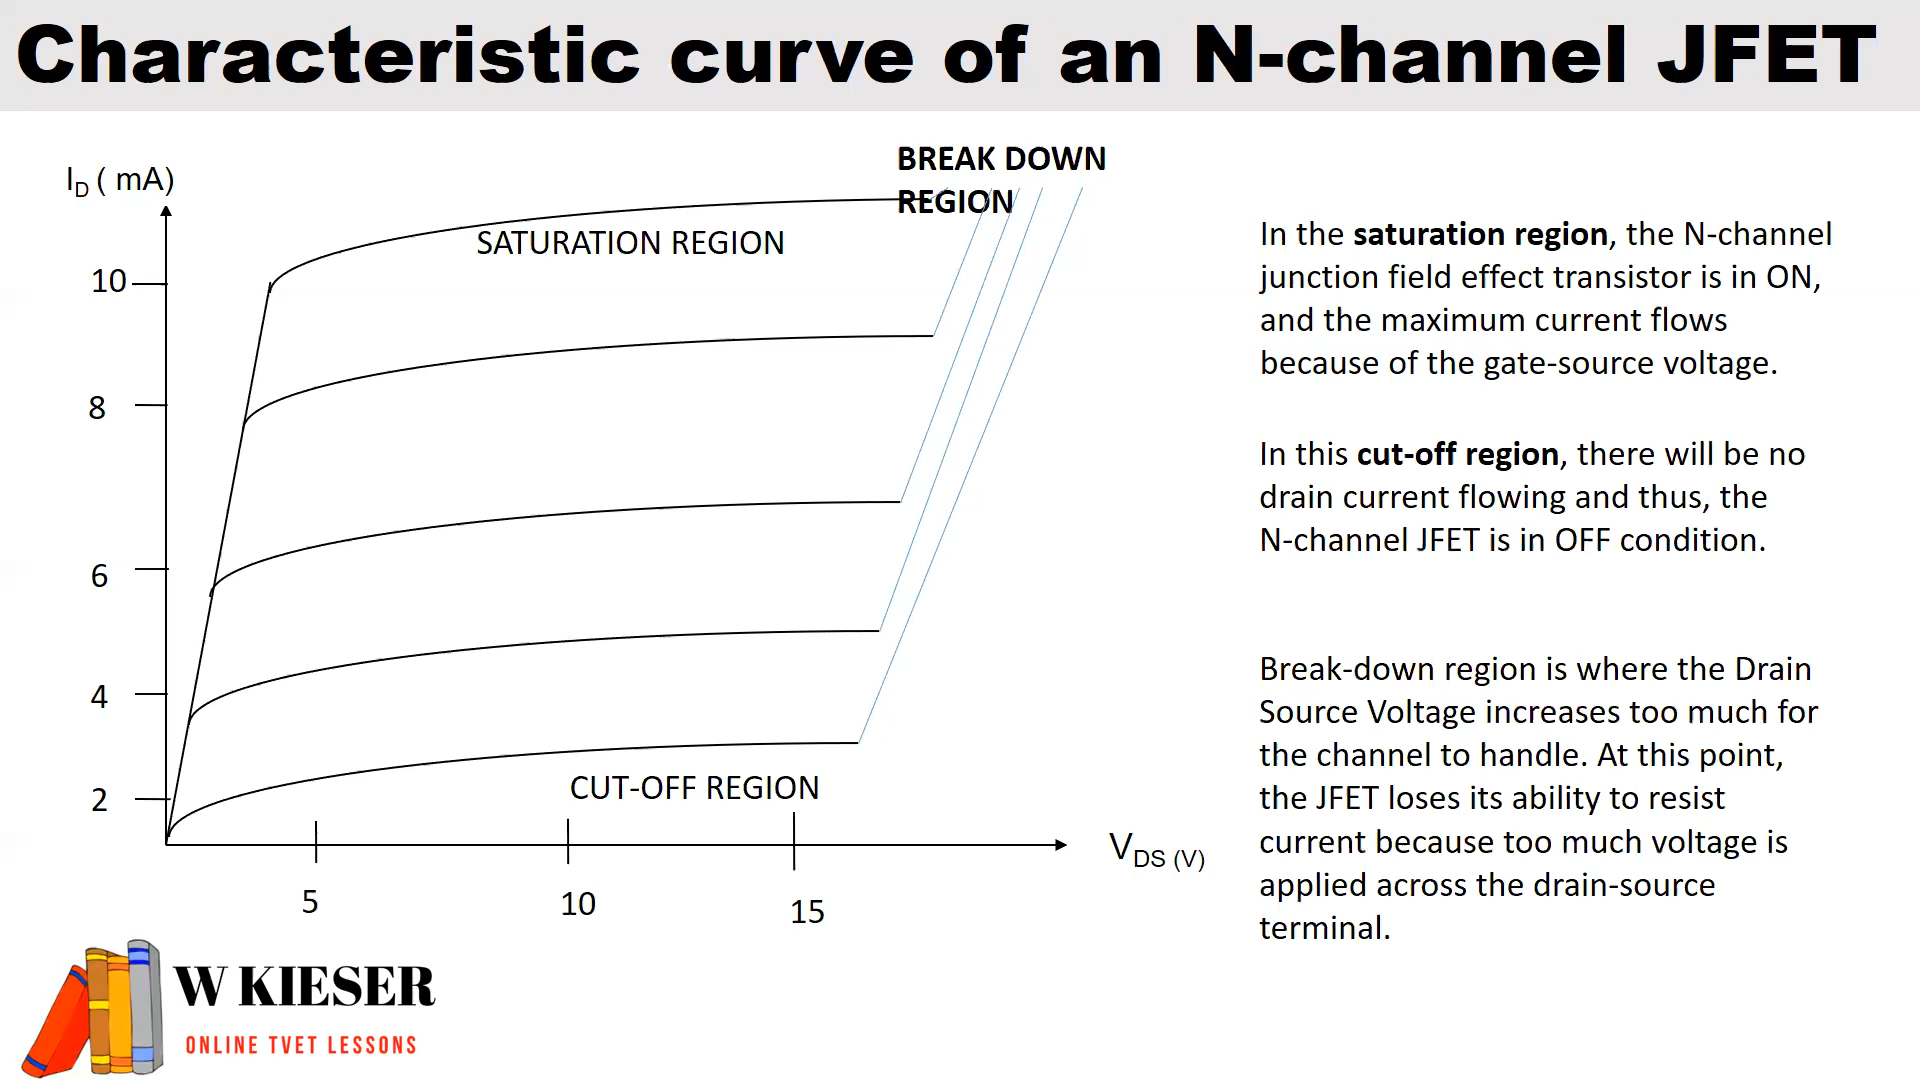 Characteristic curve of an N-channel JFET
BREAK DOWN
REGION
I_D ( mA)
SATURATION REGION
10
8
6
4
2
CUT-OFF REGION
V_DS (V)
5
10
15
In the saturation region, the N-channel
junction field effect transistor is in ON,
and the maximum current flows
because of the gate-source voltage.
In this cut-off region, there will be no
drain current flowing and thus, the
N-channel JFET is in OFF condition.
Break-down region is where the Drain
Source Voltage increases too much for
the channel to handle. At this point,
the JFET loses its ability to resist
current because too much voltage is
applied across the drain-source
terminal.
W KIESER
ONLINE TVET LESSONS